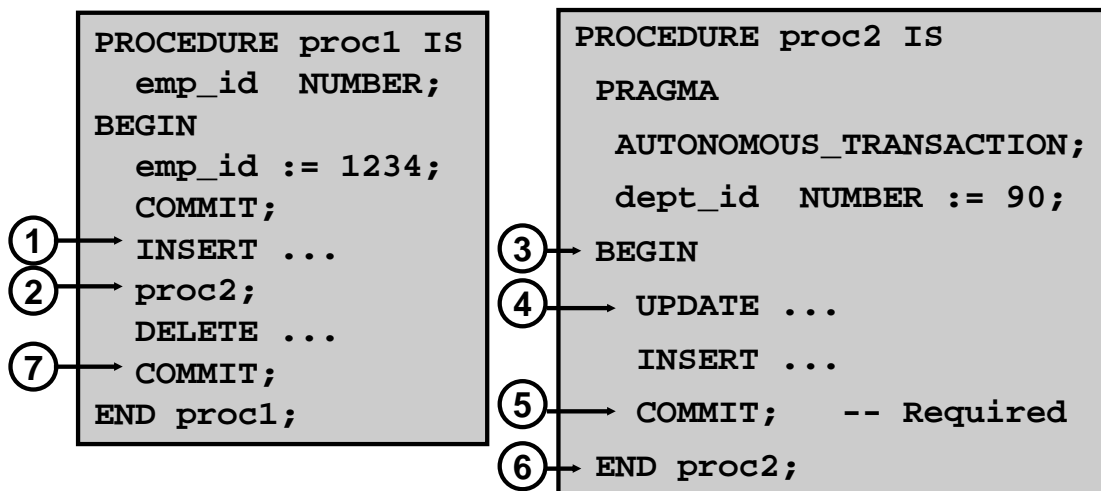 PROCEDURE proc1 IS
emp_id NUMBER;
BEGIN
emp_id := 1234;
COMMIT;
1 INSERT ...
2 proc2;
DELETE ...
7 COMMIT;
END proc1;
PROCEDURE proc2 IS
PRAGMA
AUTONOMOUS_TRANSACTION;
dept_id NUMBER := 90;
3 BEGIN
4 UPDATE ...
INSERT ...
5 COMMIT; -- Required
6 END proc2;